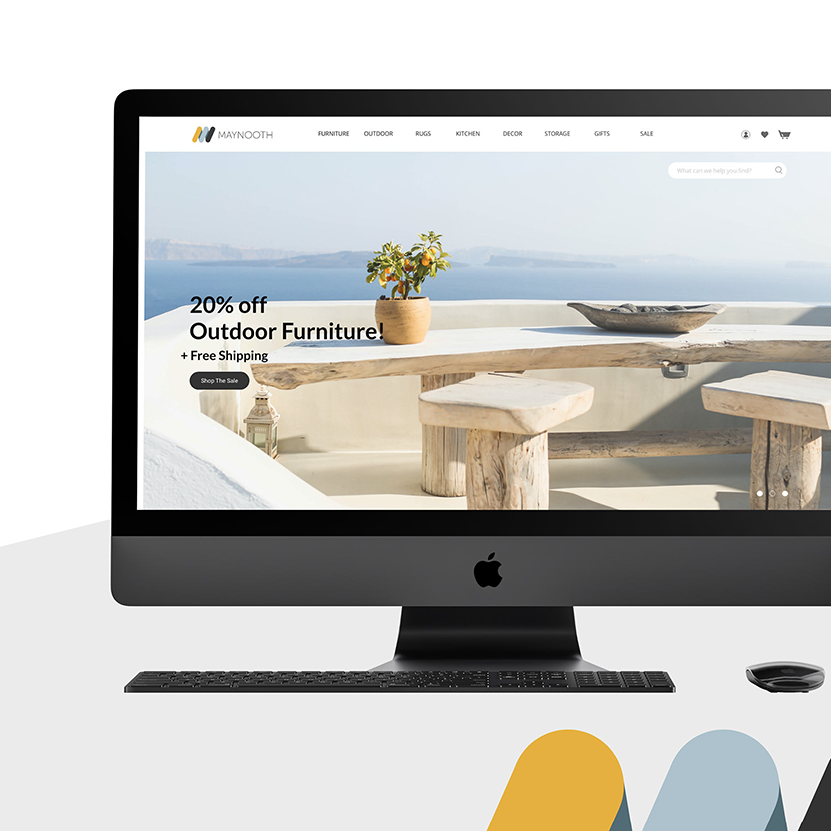 MAYNOOTH
FURNITURE OUTDOOR RUGS KITCHEN DECOR STORAGE GIFTS SALE
What can we help you find?
20% off
Outdoor Furniture!
+ Free Shipping
Shop The Sale